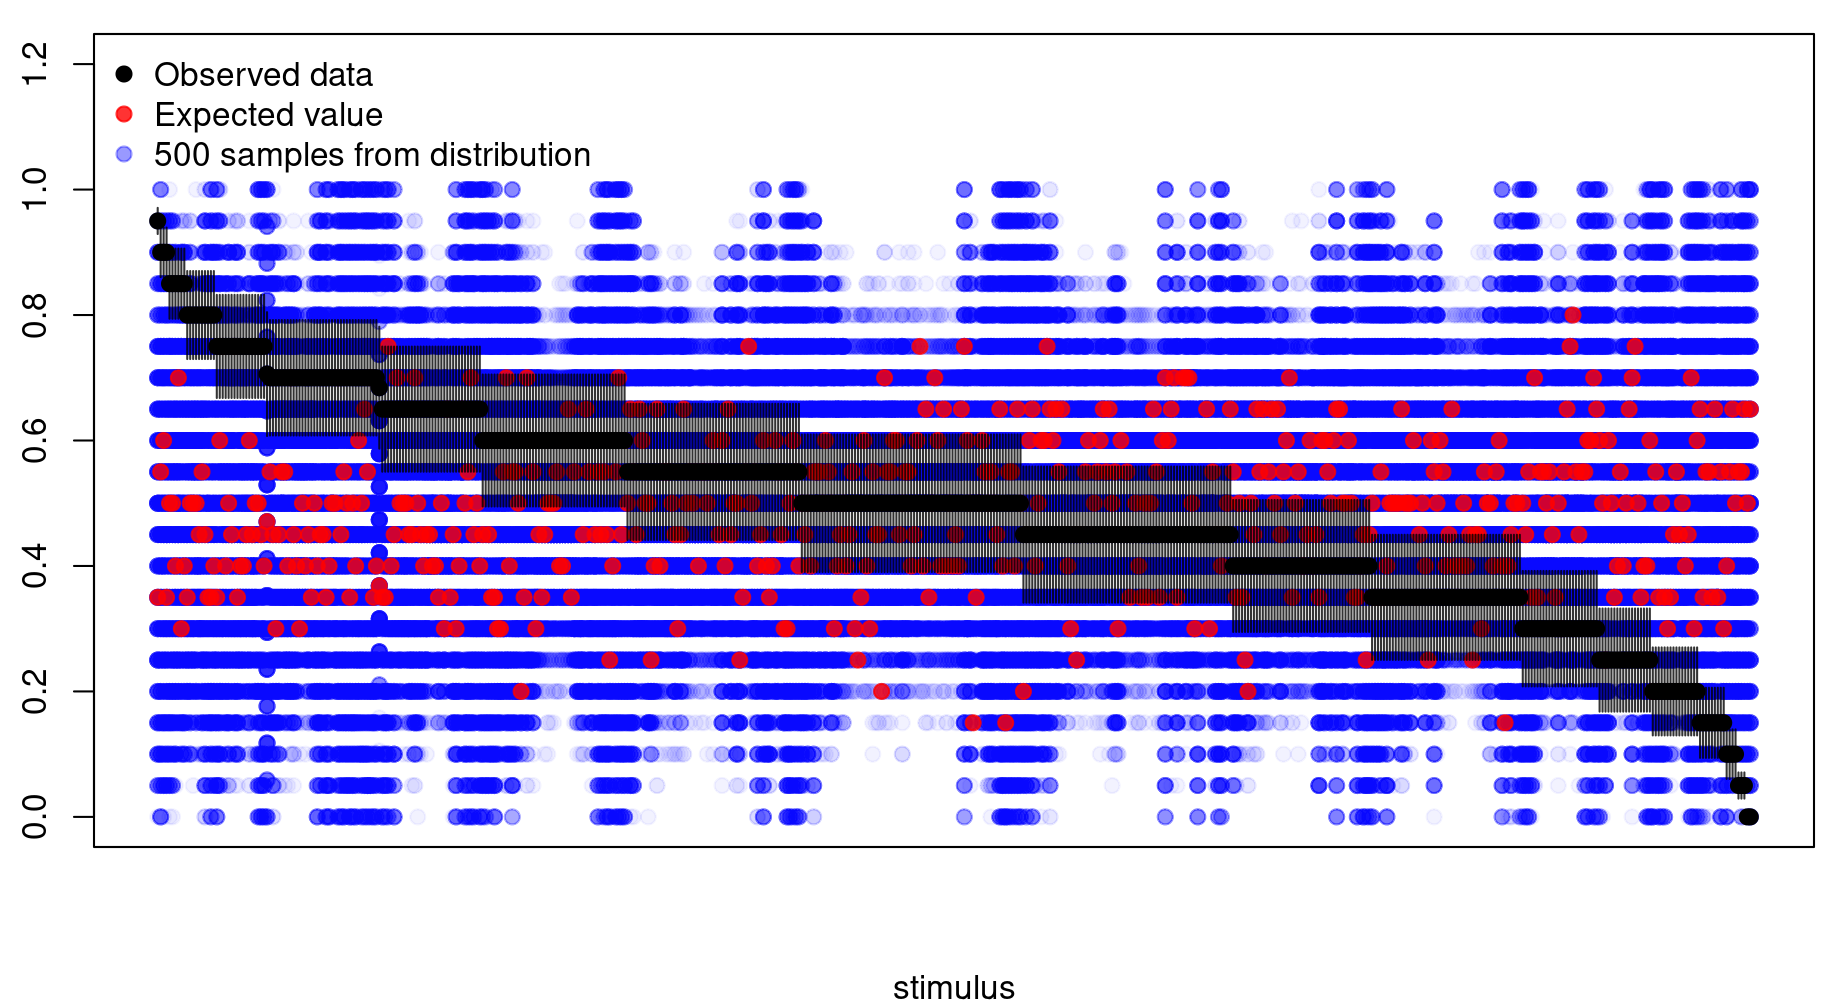 Observed data
Expected value
500 samples from distribution
1.2
1.0
0.8
0.6
0.4
0.2
0.0
stimulus